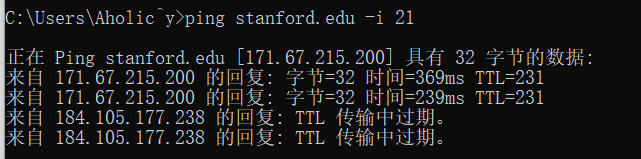 C:\Users\Aholic^y>ping stanford.edu -i 21
正在 Ping stanford.edu [171.67.215.200] 具有 32 字节的数据:
来自 171.67.215.200 的回复: 字节=32 时间=369ms TTL=231
来自 171.67.215.200 的回复: 字节=32 时间=239ms TTL=231
来自 184.105.177.238 的回复: TTL 传输中过期。
来自 184.105.177.238 的回复: TTL 传输中过期。